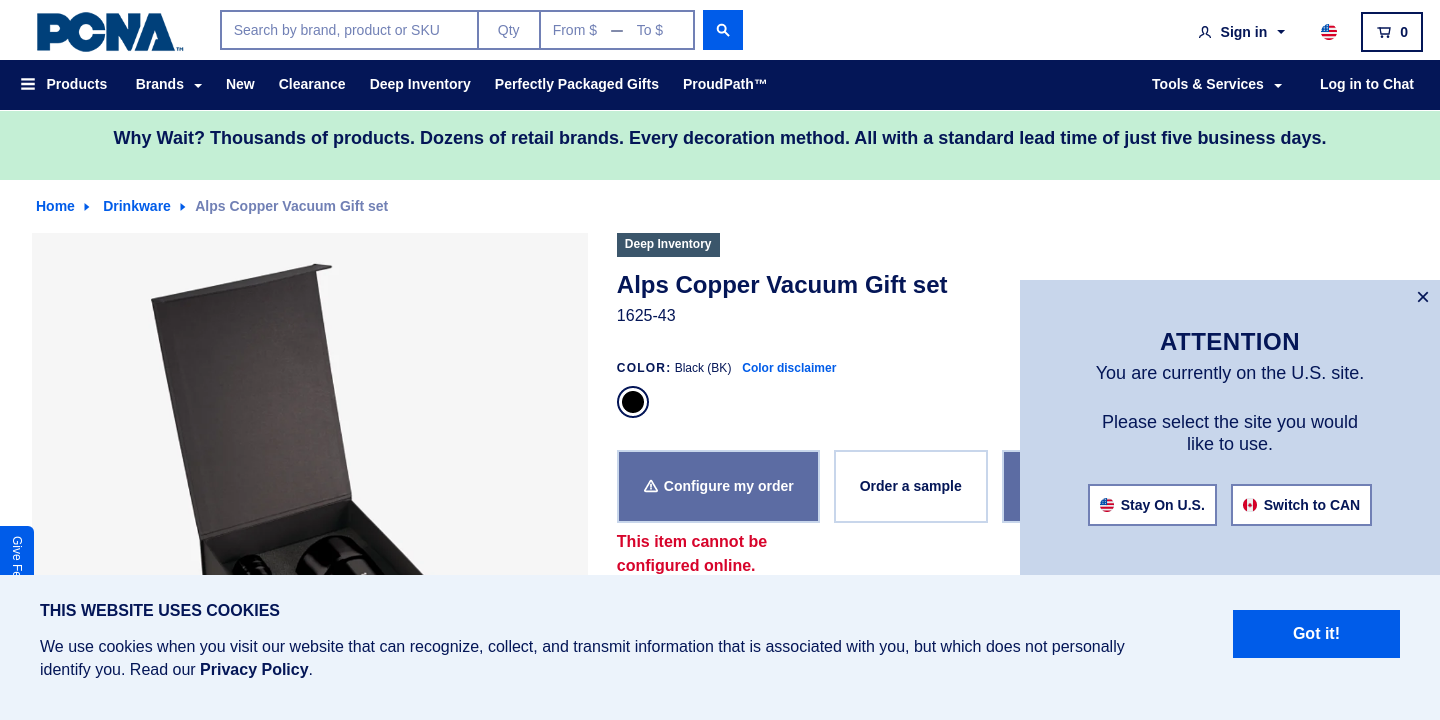 PCNA™
Search by brand, product or SKU
Qty
From $ — To $
Sign in
0
Products
Brands
New
Clearance
Deep Inventory
Perfectly Packaged Gifts
ProudPath™
Tools & Services
Log in to Chat
Why Wait? Thousands of products. Dozens of retail brands. Every decoration method. All with a standard lead time of just five business days.
Home
Drinkware
Alps Copper Vacuum Gift set
Deep Inventory
Alps Copper Vacuum Gift set
1625-43
COLOR: Black (BK) Color disclaimer
Configure my order
Order a sample
This item cannot be
configured online.
ATTENTION
You are currently on the U.S. site.
Please select the site you would
like to use.
Stay On U.S.
Switch to CAN
Give
THIS WEBSITE USES COOKIES
We use cookies when you visit our website that can recognize, collect, and transmit information that is associated with you, but which does not personally
identify you. Read our Privacy Policy.
Got it!